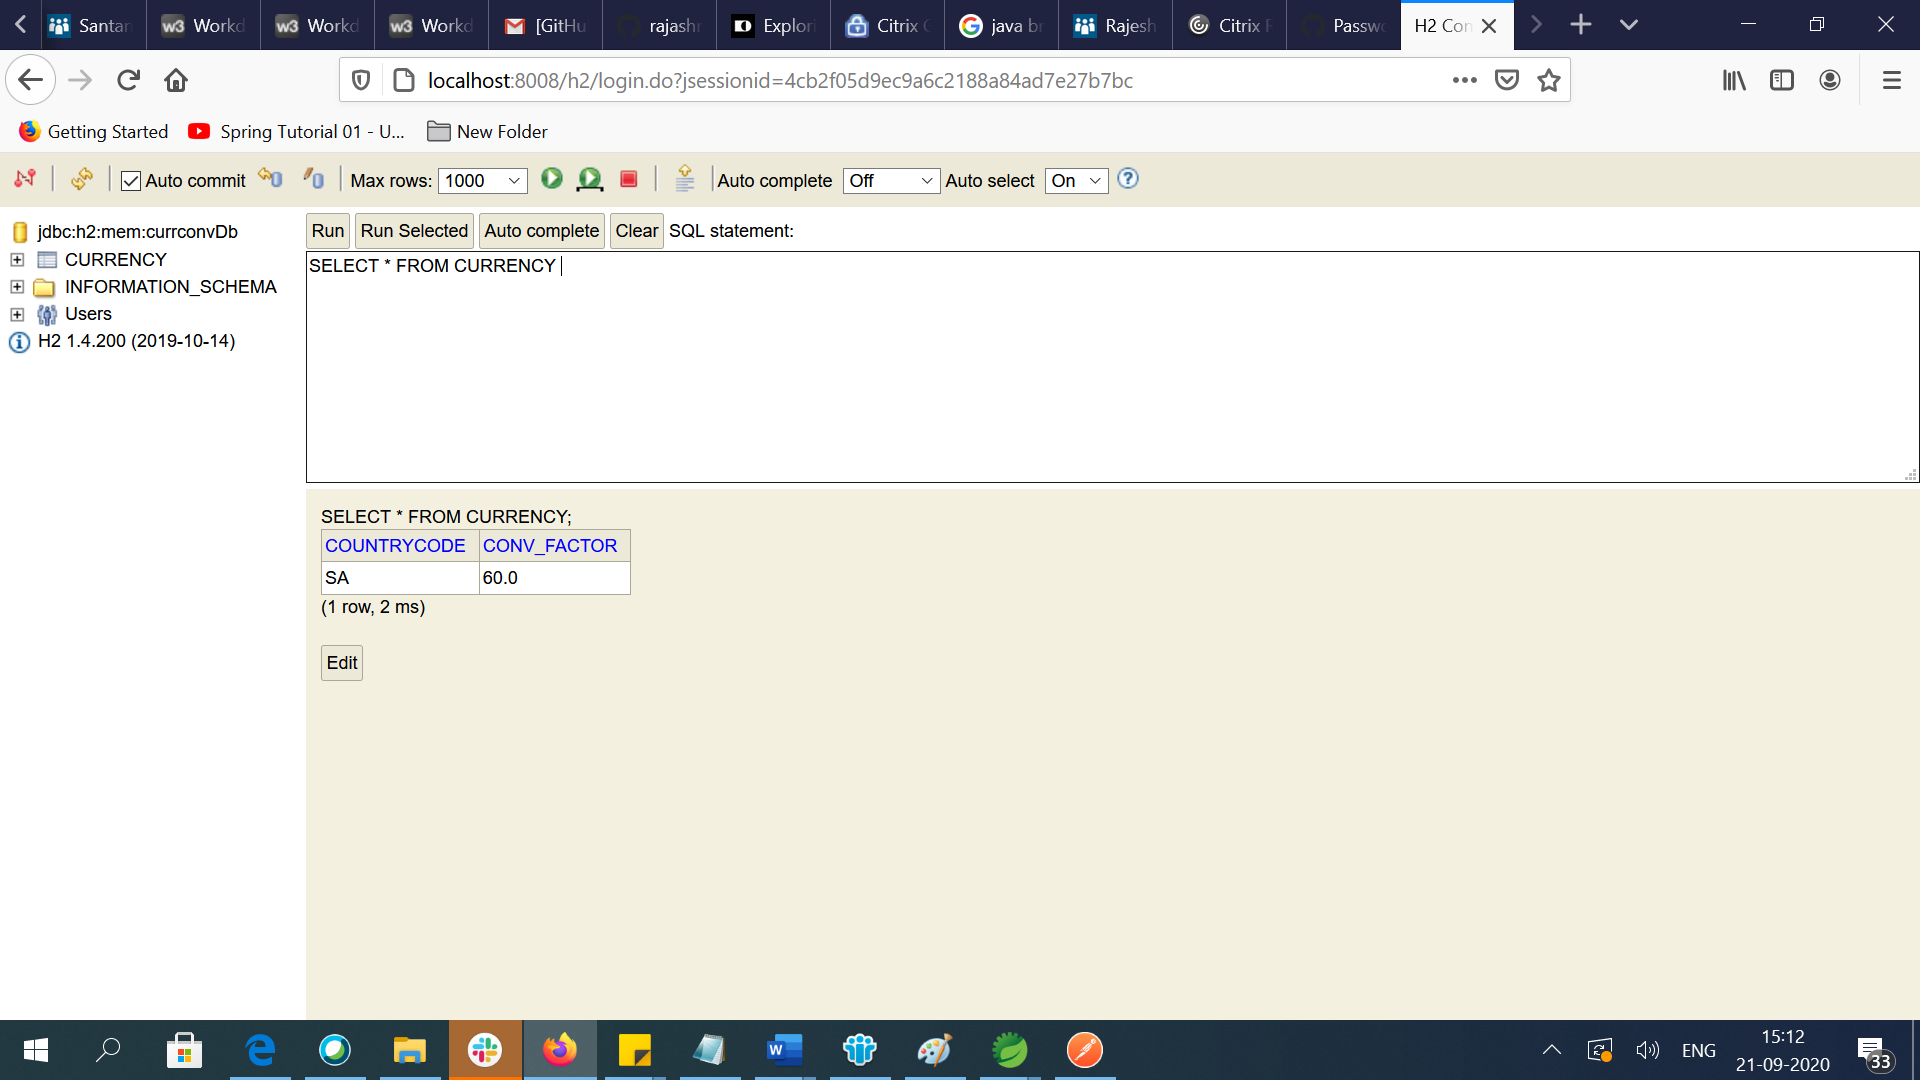 Santan
Workd
Workd
Workd
[GitHu
rajashr
Explori
Citrix
java br
Rajesh
Citrix
Passwo
H2 Con
localhost:8008/h2/login.do?jsessionid=4cb2f05d9ec9a6c2188a84ad7e27b7bc
Getting Started
Spring Tutorial 01 - U...
New Folder
Auto commit
Max rows: 1000
Auto complete Off
Auto select On
jdbc:h2:mem:currconvDb
CURRENCY
INFORMATION_SCHEMA
Users
H2 1.4.200 (2019-10-14)
Run
Run Selected
Auto complete
Clear
SQL statement:
SELECT * FROM CURRENCY
SELECT * FROM CURRENCY;
COUNTRYCODE CONV_FACTOR
SA 60.0
(1 row, 2 ms)
Edit
ENG
15:12
21-09-2020
33